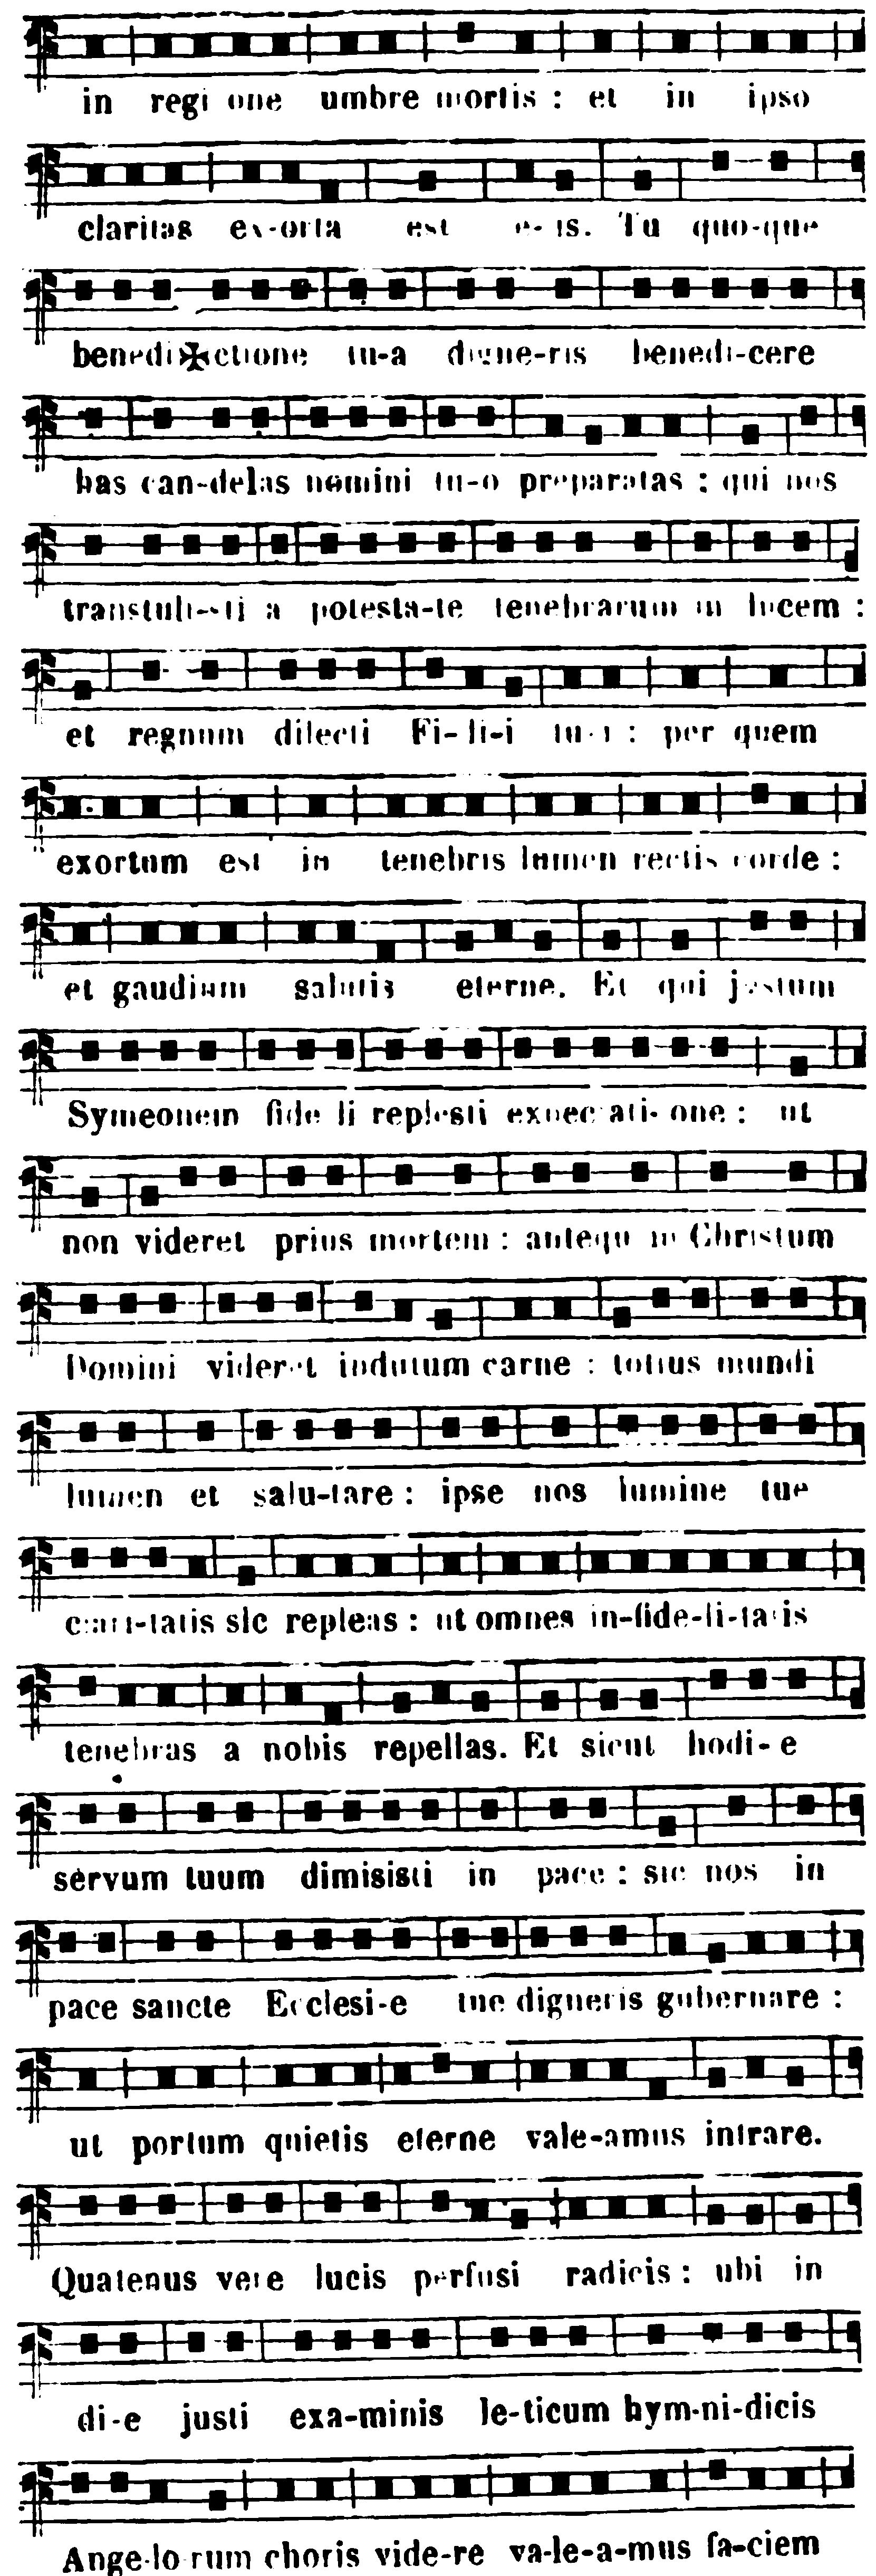 in regi one umbre mortis : et in ipso
claritas ex-orta est e-is. Tu quo-que
benedi✠ctione tu-a digne-ris benedi-cere
has can-delas nomini tu-o preparatas : qui nos
transtuli-sti a potesta-te tenebrarum in lucem :
et regnum dilecti Fi-li-i tu-i : per quem
exortum est in tenebris lumen rectis corde :
et gaudium salutis eterne. Et qui justum
Symeonem fide li replesti expectati-one : ut
non videret prius mortem : antequam Christum
Domini videret indutum carne : totius mundi
lumen et salu-tare : ipse nos lumine tue
clari-tatis sic repleas : ut omnes in-fide-li-tatis
tenebras a nobis repellas. Et sicut hodi-e
servum tuum dimisisti in pace : sic nos in
pace sancte Ecclesi-e tue digneris gubernare :
ut portum quietis eterne vale-amus intrare.
Quatenus vere lucis perfusi radicis : ubi in
di-e justi exa-minis le-ticum hym-ni-dicis
Ange-lo rum choris vide-re va-le-a-mus fa-ciem